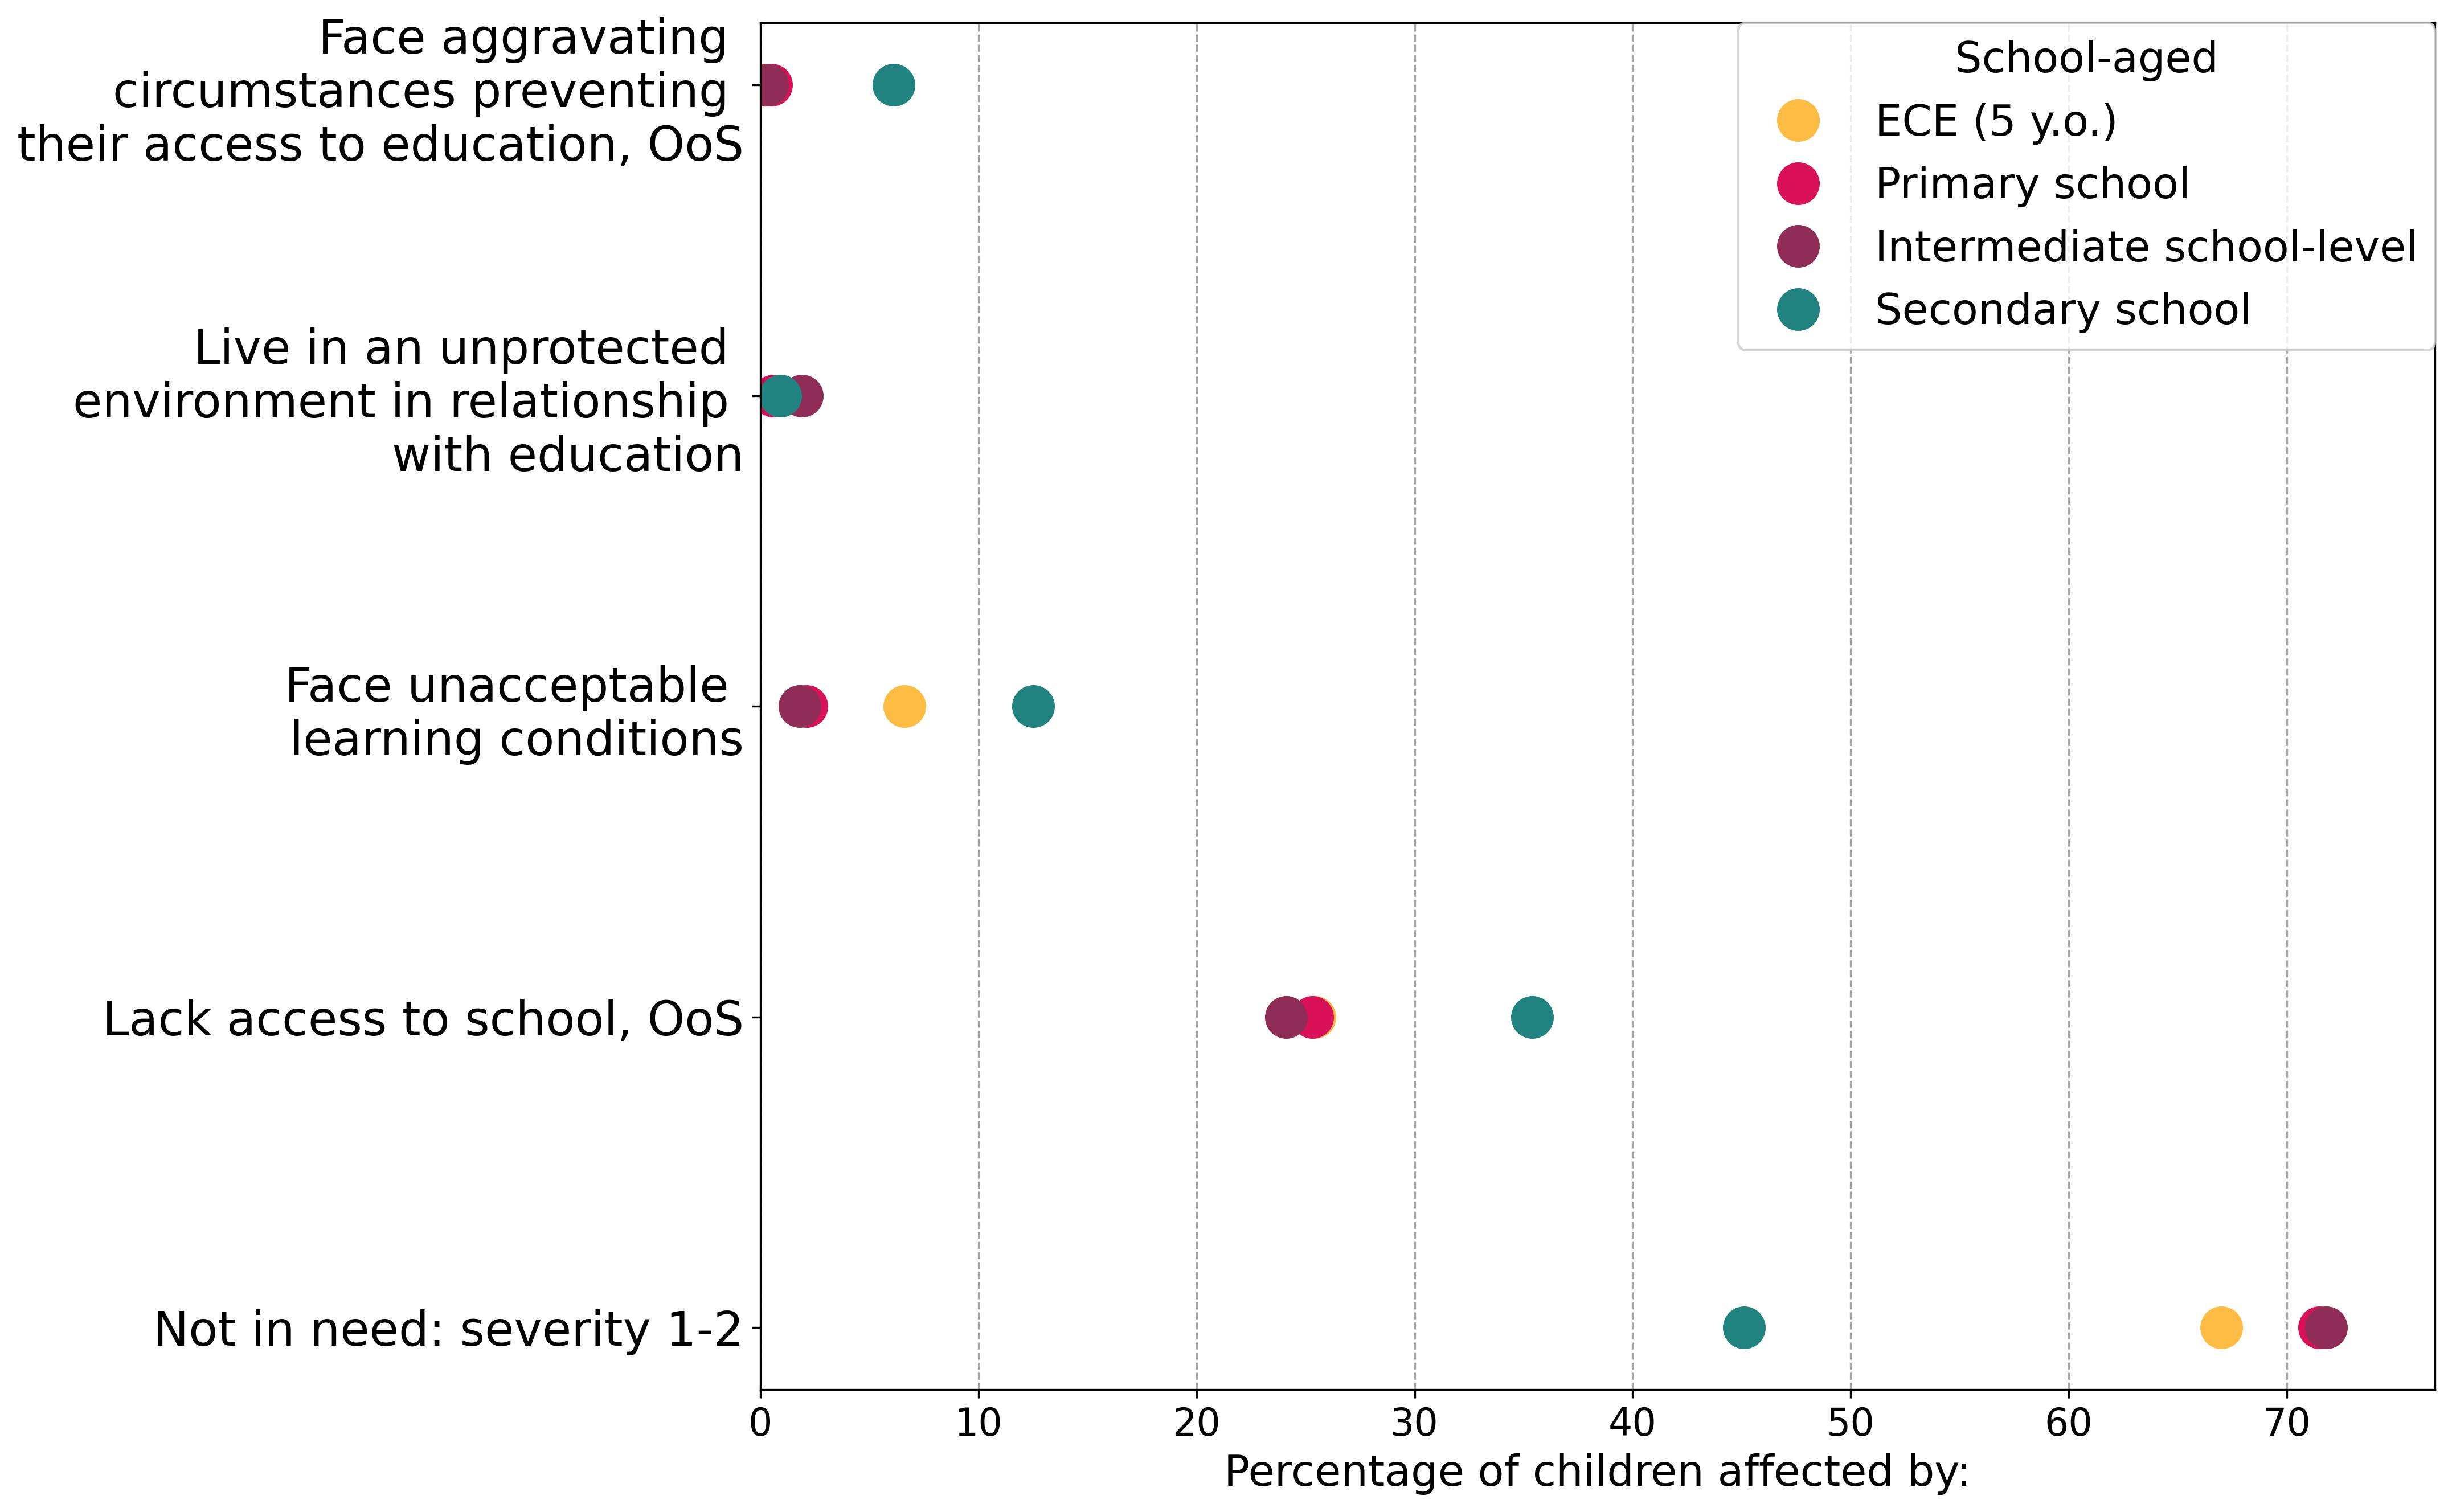 Face aggravating
circumstances preventing
their access to education, OoS
Live in an unprotected
environment in relationship
with education
Face unacceptable
learning conditions
Lack access to school, OoS
Not in need: severity 1-2
School-aged
ECE (5 y.o.)
Primary school
Intermediate school-level
Secondary school
0 10 20 30 40 50 60 70
Percentage of children affected by: